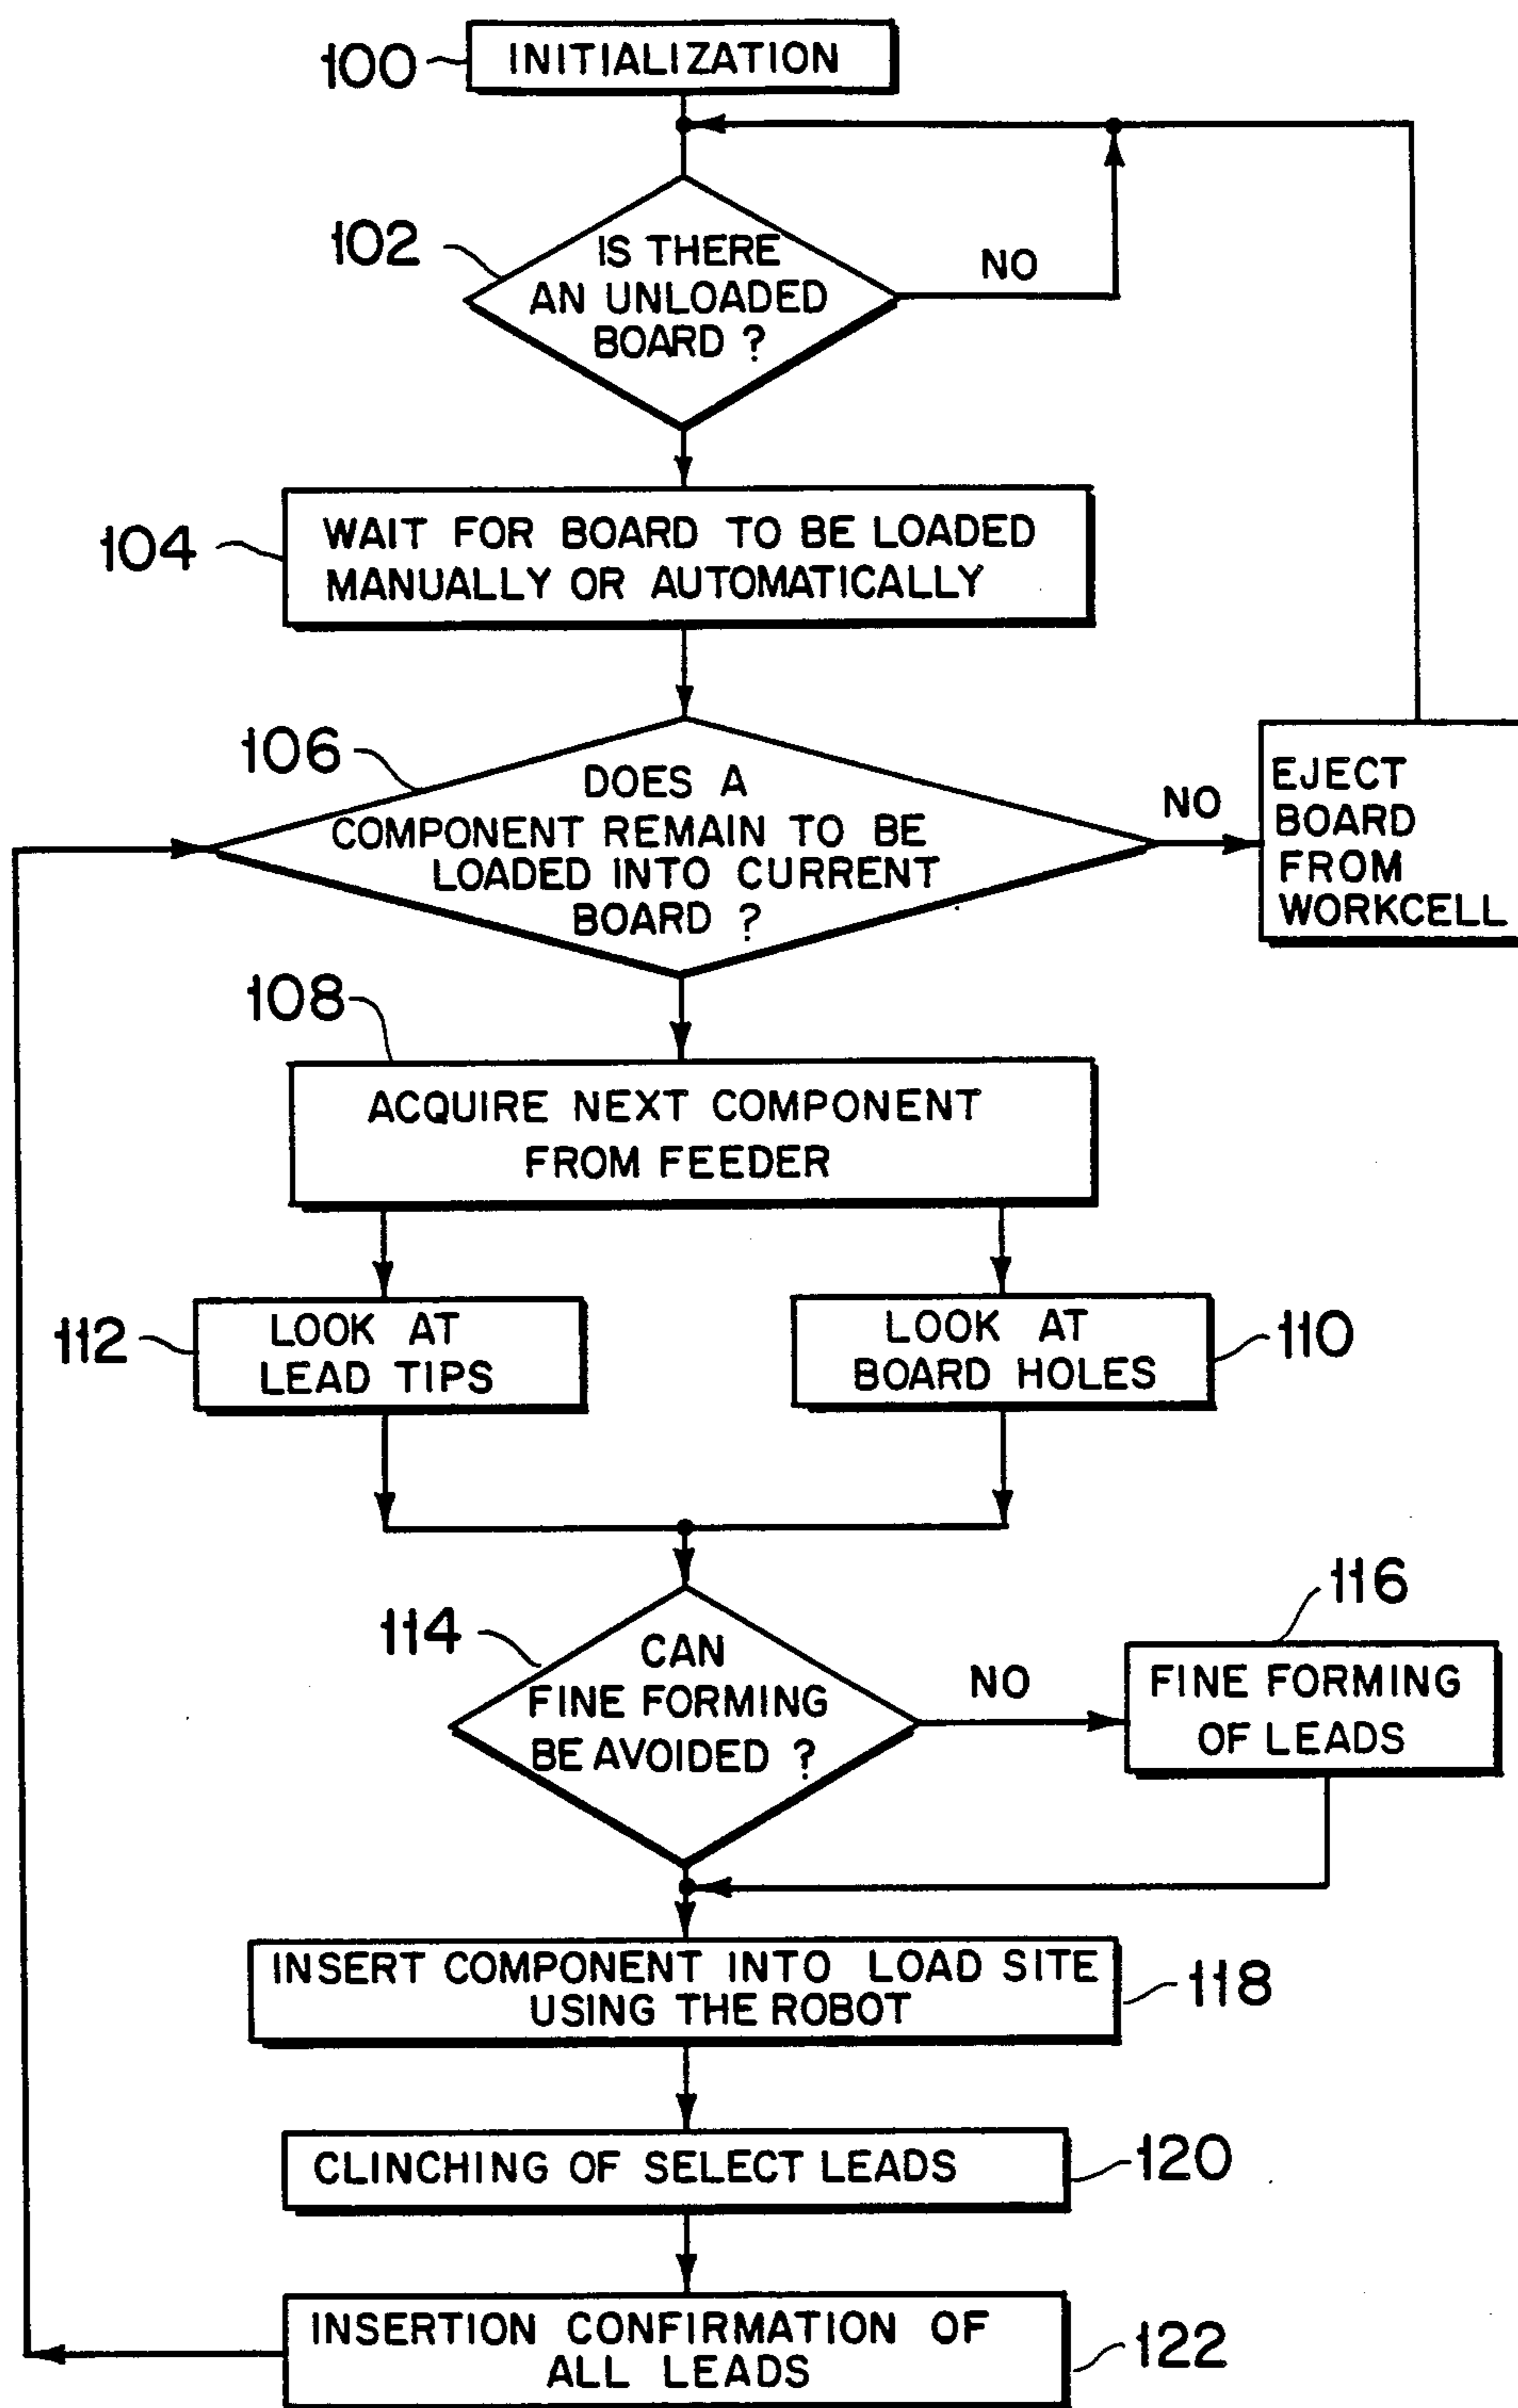 100
INITIALIZATION
102
IS THERE
AN UNLOADED
BOARD ?
NO
104
WAIT FOR BOARD TO BE LOADED
MANUALLY OR AUTOMATICALLY
106
DOES A
COMPONENT REMAIN TO BE
LOADED INTO CURRENT
BOARD ?
NO
EJECT
BOARD
FROM
WORKCELL
108
ACQUIRE NEXT COMPONENT
FROM FEEDER
112
LOOK AT
LEAD TIPS
LOOK AT
BOARD HOLES
110
114
CAN
FINE FORMING
BE AVOIDED ?
NO
116
FINE FORMING
OF LEADS
INSERT COMPONENT INTO LOAD SITE
USING THE ROBOT
118
CLINCHING OF SELECT LEADS
120
INSERTION CONFIRMATION OF
ALL LEADS
122